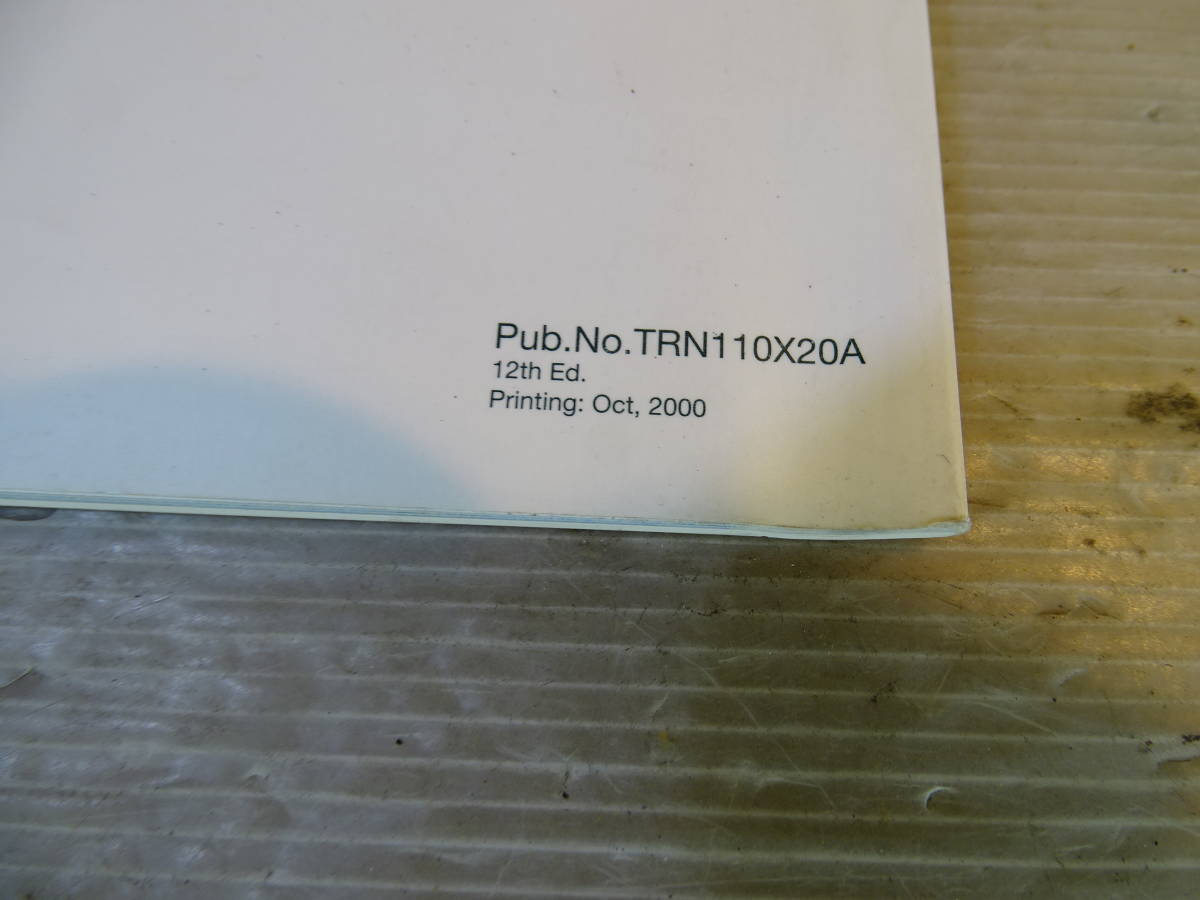 Pub.No.TRN110X20A
12th Ed.
Printing: Oct, 2000